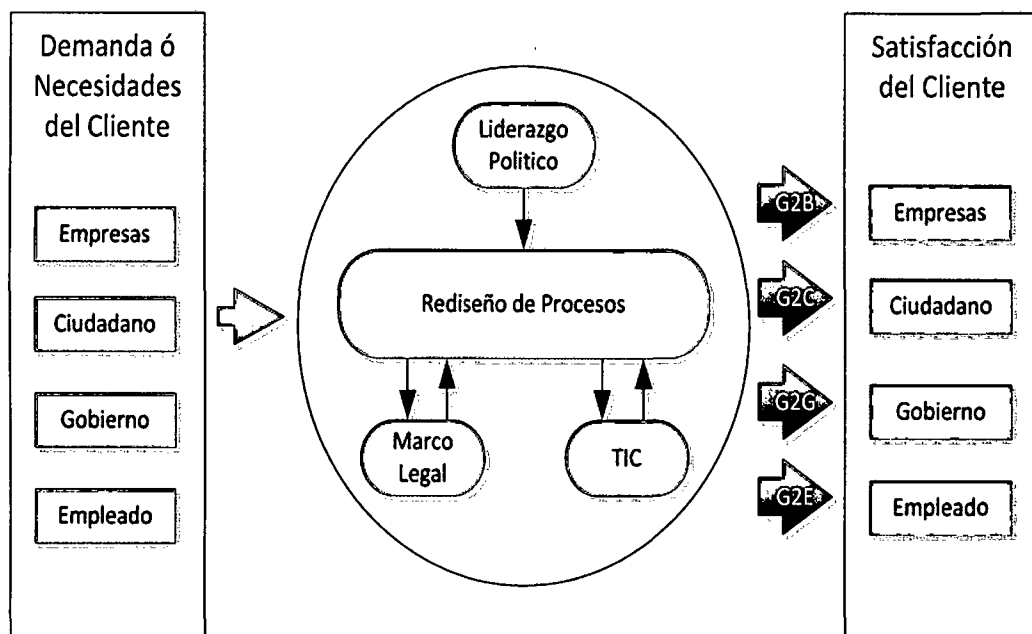 Demanda ó
Necesidades
del Cliente
Empresas
Ciudadano
Gobierno
Empleado
Liderazgo
Politico
Rediseño de Procesos
Marco
Legal
TIC
G2B
G2C
G2G
G2E
Satisfacción
del Cliente
Empresas
Ciudadano
Gobierno
Empleado